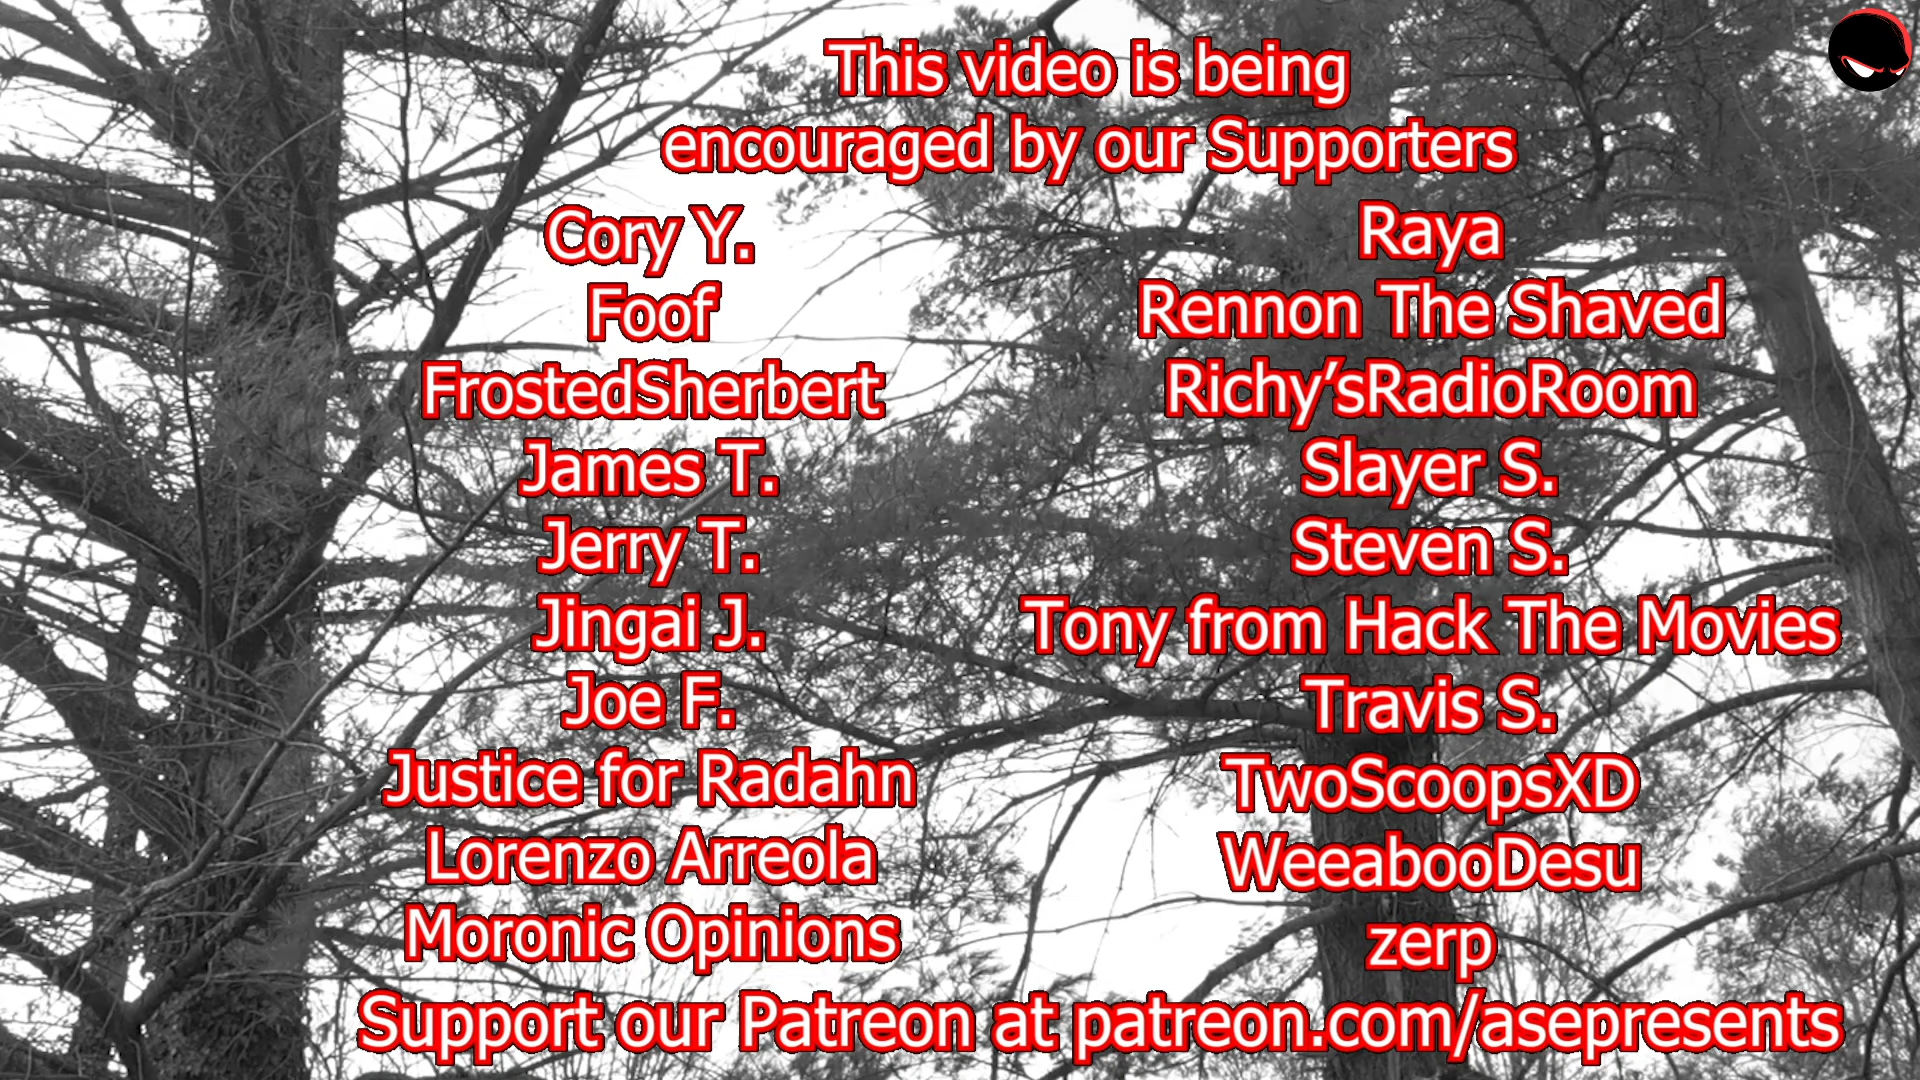 This video is being
encouraged by our Supporters
Cory Y.
Foof
FrostedSherbert
James T.
Jerry T.
Jingai J.
Joe F.
Justice for Radahn
Lorenzo Arreola
Moronic Opinions
Raya
Rennon The Shaved
Richy’sRadioRoom
Slayer S.
Steven S.
Tony from Hack The Movies
Travis S.
TwoScoopsXD
WeeabooDesu
zerp
Support our Patreon at patreon.com/asepresents